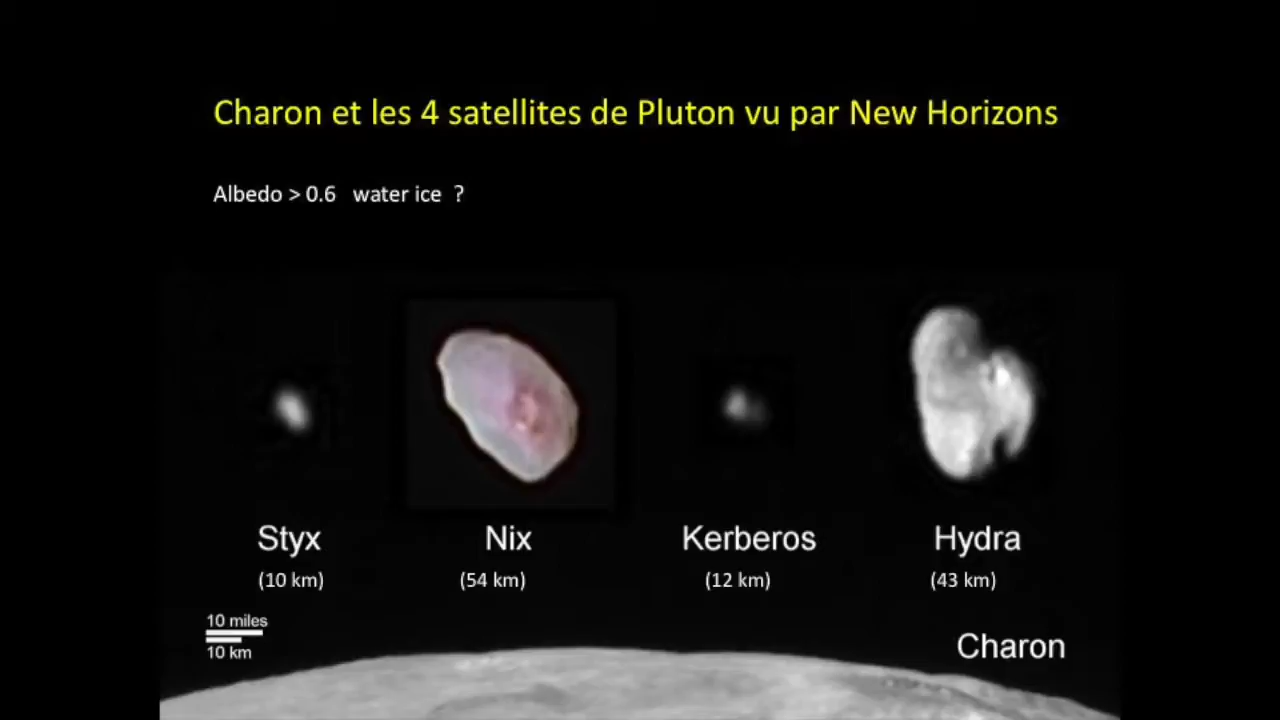 Charon et les 4 satellites de Pluton vu par New Horizons
Albedo > 0.6 water ice ?
Styx Nix Kerberos Hydra
(10 km) (54 km) (12 km) (43 km)
10 miles
10 km
Charon